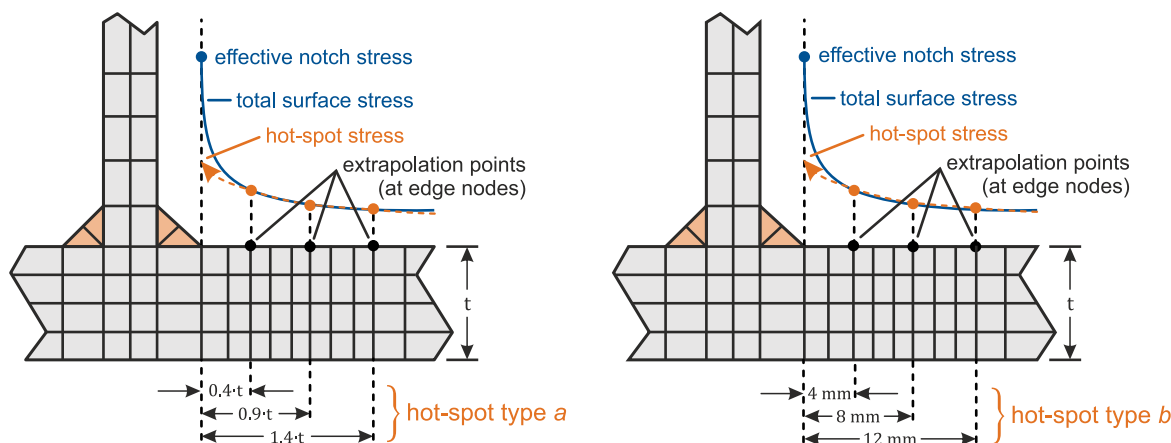 effective notch stress
total surface stress
hot-spot stress
extrapolation points
(at edge nodes)
t
0.4·t
0.9·t
1.4·t
hot-spot type a
effective notch stress
total surface stress
hot-spot stress
extrapolation points
(at edge nodes)
t
4 mm
8 mm
12 mm
hot-spot type b